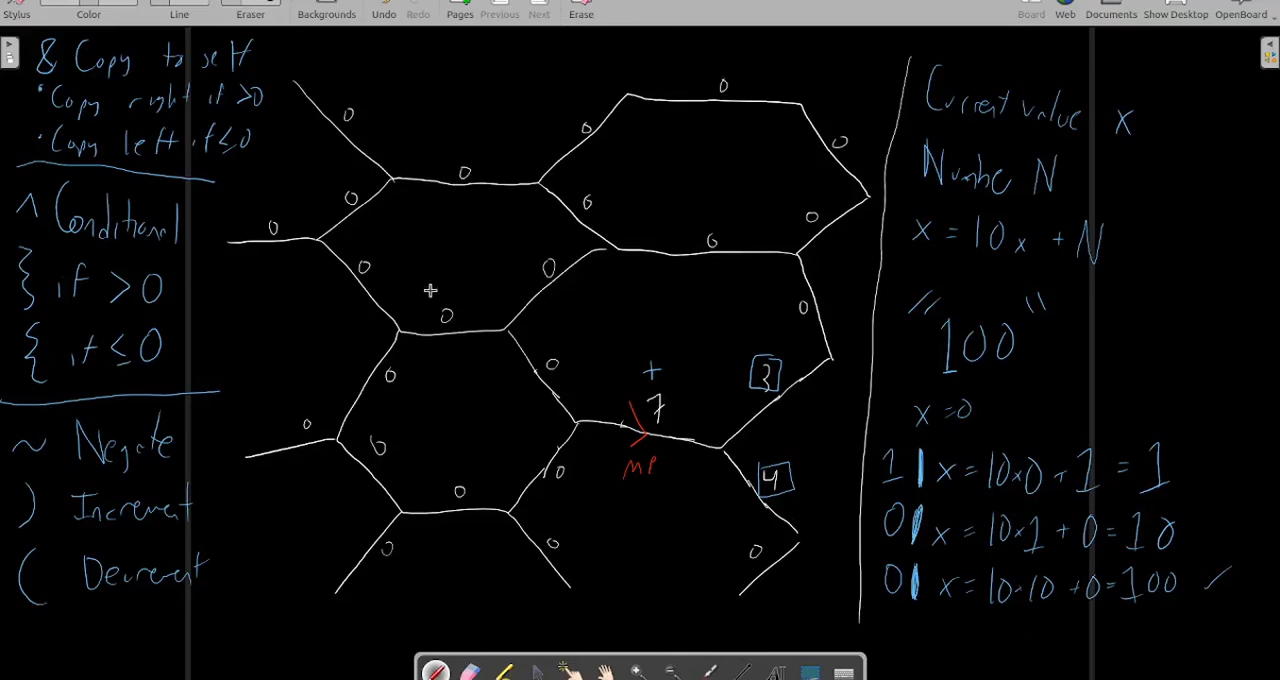 Stylus Color Line Eraser Backgrounds Undo Redo Pages Previous Next Erase Board Web Documents Show Desktop OpenBoard
& Copy to self
· Copy right if >0
· Copy left if ≤0
^ Conditional
} if >0
{ if ≤0
~ Negate
) Increment
( Decrement
0
0
0
0
0
0
0
0
0
6
0
0
6
0
0
0
0
0
0
0
0
0
0
0
0
+
7
MP
3
4
Current value x
Number N
x = 10x + N
"100"
x=0
1 | x = 10×0 + 1 = 1
0 | x = 10×1 + 0 = 10
0 | x = 10×10 + 0 = 100 ✓